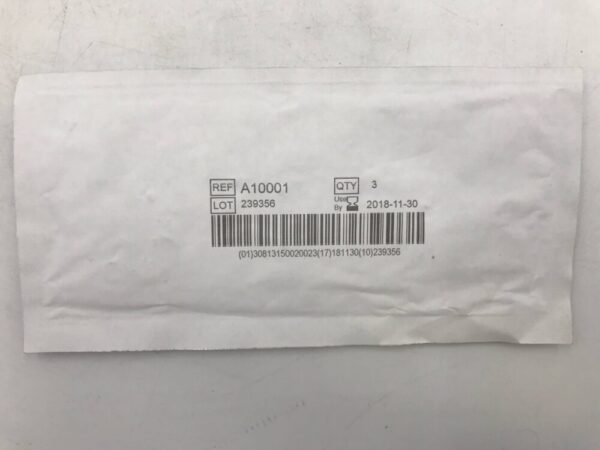 REF A10001 QTY 3
LOT 239356 Use By 2018-11-30
(01)30813150020023(17)181130(10)239356